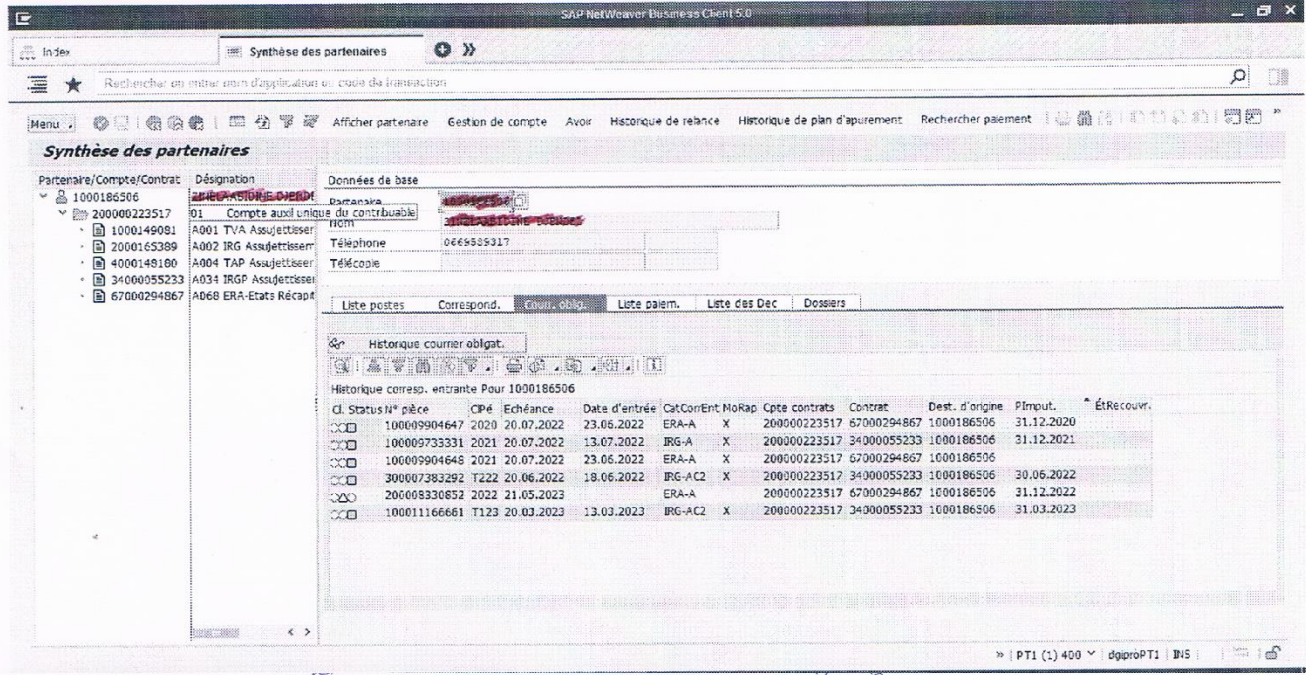 SAP NetWeaver Business Client 5.0
Index Synthèse des partenaires
Rechercher ou entrer nom d'application ou code de transaction
Menu Afficher partenaire Gestion de compte Avoir Historique de relance Historique de plan d'apurement Rechercher paiement
Synthèse des partenaires
Partenaire/Compte/Contrat Désignation Données de base
1000186506
Partenaire
200000223517 01 Compte auxil unique du contribuable
Nom
1000149081 A001 TVA Assujettissem
Téléphone 0669589317
2000165389 A002 IRG Assujettissem
4000148180 A004 TAP Assujettisser
Télécopie
34000055233 A034 IRGP Assujettisse
67000294867 A068 ERA-Etats Récapit
Liste postes Correspond. Courr. oblig. Liste paiem. Liste des Dec Dossiers
Historique courrier obligat.
Historique corresp. entrante Pour 1000186506
Cl. Status N° pièce CPé Echéance Date d'entrée CatCorrEnt MoRap Cpte contrats Contrat Dest. d'origine PImput. ÉtRecouvr.
100009904647 2020 20.07.2022 23.06.2022 ERA-A X 200000223517 67000294867 1000186506 31.12.2020
100009733331 2021 20.07.2022 13.07.2022 IRG-A X 200000223517 34000055233 1000186506 31.12.2021
100009904648 2021 20.07.2022 23.06.2022 ERA-A X 200000223517 67000294867 1000186506
300007383292 T222 20.06.2022 18.06.2022 IRG-AC2 X 200000223517 34000055233 1000186506 30.06.2022
200008330852 2022 21.05.2023 ERA-A 200000223517 67000294867 1000186506 31.12.2022
100011166661 T123 20.03.2023 13.03.2023 IRG-AC2 X 200000223517 34000055233 1000186506 31.03.2023
PT1 (1) 400 dgiproPT1 INS